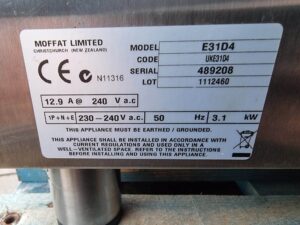 MOFFAT LIMITED
CHRISTCHURCH (NEW ZEALAND)
MODEL E31D4
CODE UKE31D4
CE N11316
SERIAL 489208
LOT 1112460
12.9 A@ 240 V a.c
1P+N+E 230-240V a.c. 50 Hz 3.1 kW
THIS APPLIANCE MUST BE EARTHED / GROUNDED.
THIS APPLIANCE SHALL BE INSTALLED IN ACCORDANCE WITH
CURRENT REGULATIONS AND USED ONLY IN A
WELL-VENTILATED SPACE. REFER TO THE INSTRUCTIONS
BEFORE INSTALLING AND USING THIS APPLIANCE.